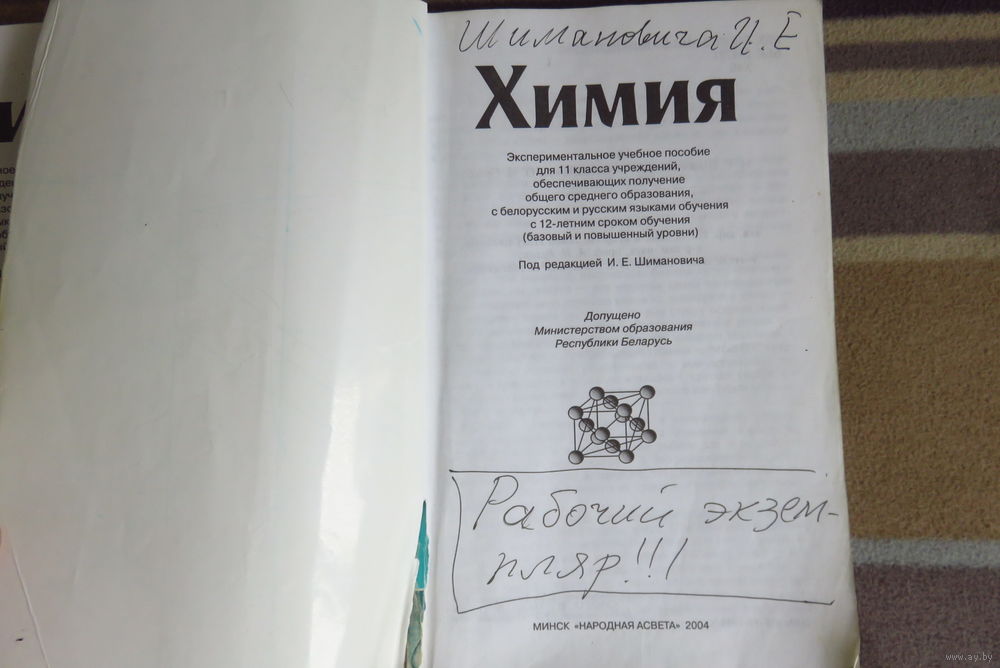 Шимановича И. Е
Химия
Экспериментальное учебное пособие
для 11 класса учреждений,
обеспечивающих получение
общего среднего образования,
с белорусским и русским языками обучения
с 12-летним сроком обучения
(базовый и повышенный уровни)
Под редакцией И. Е. Шимановича
Допущено
Министерством образования
Республики Беларусь
Рабочий экзем-
пляр!!!
МИНСК «НАРОДНАЯ АСВЕТА» 2004
www.ay.by